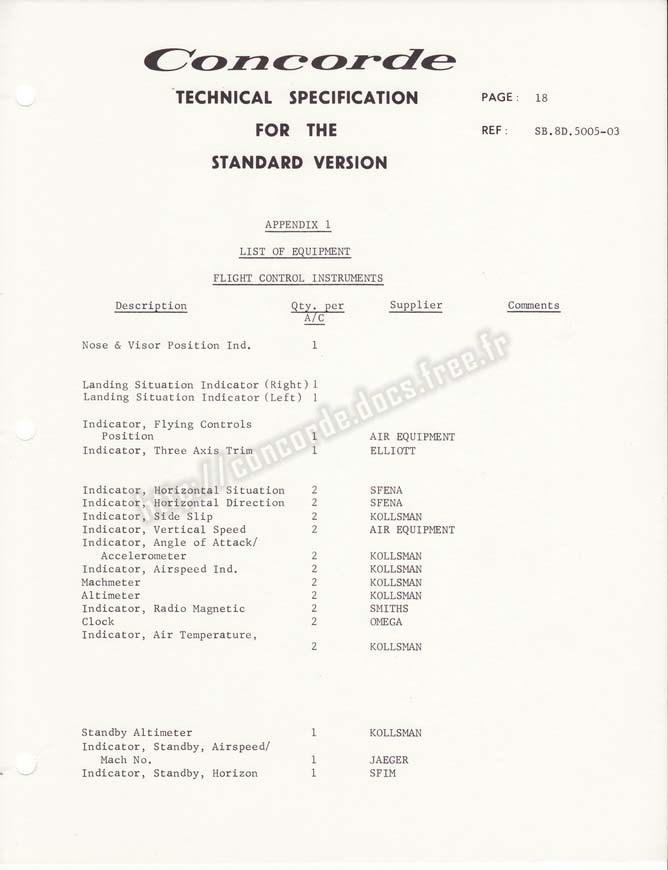 Concorde
TECHNICAL SPECIFICATION PAGE: 18
FOR THE REF: SB.8D.5005-03
STANDARD VERSION
APPENDIX 1
LIST OF EQUIPMENT
FLIGHT CONTROL INSTRUMENTS
Description Qty. per Supplier Comments
A/C
Nose & Visor Position Ind. 1
Landing Situation Indicator (Right) 1
Landing Situation Indicator (Left) 1
Indicator, Flying Controls
Position 1 AIR EQUIPMENT
Indicator, Three Axis Trim 1 ELLIOTT
Indicator, Horizontal Situation 2 SFENA
Indicator, Horizontal Direction 2 SFENA
Indicator, Side Slip 2 KOLLSMAN
Indicator, Vertical Speed 2 AIR EQUIPMENT
Indicator, Angle of Attack/
Accelerometer 2 KOLLSMAN
Indicator, Airspeed Ind. 2 KOLLSMAN
Machmeter 2 KOLLSMAN
Altimeter 2 KOLLSMAN
Indicator, Radio Magnetic 2 SMITHS
Clock 2 OMEGA
Indicator, Air Temperature,
2 KOLLSMAN
Standby Altimeter 1 KOLLSMAN
Indicator, Standby, Airspeed/
Mach No. 1 JAEGER
Indicator, Standby, Horizon 1 SFIM
http://concorde.docs.free.fr